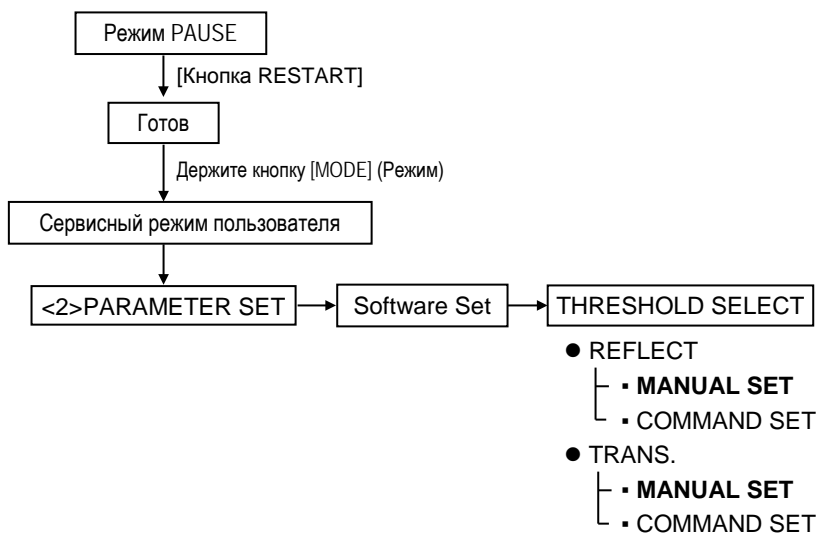 Режим PAUSE
[Кнопка RESTART]
Готов
Держите кнопку [MODE] (Режим)
Сервисный режим пользователя
<2>PARAMETER SET
Software Set
THRESHOLD SELECT
● REFLECT
▪ MANUAL SET
▪ COMMAND SET
● TRANS.
▪ MANUAL SET
▪ COMMAND SET